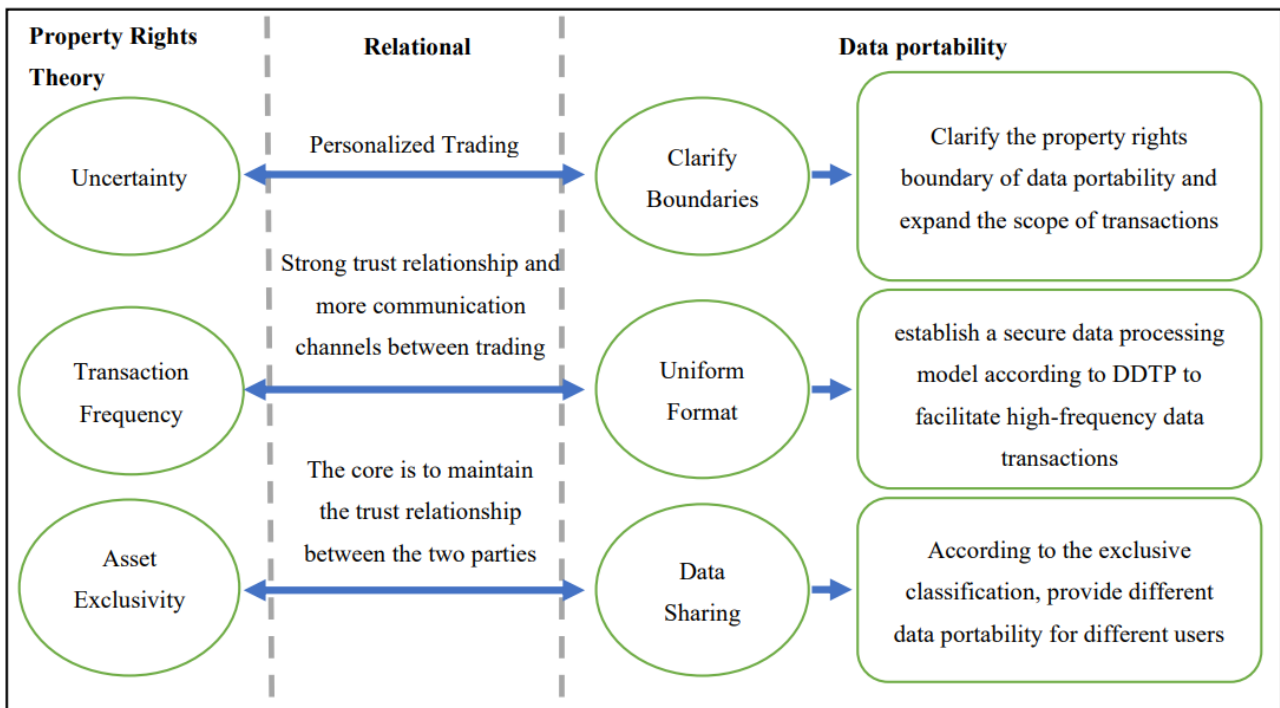 Property Rights
Theory
Relational
Data portability
Uncertainty
Personalized Trading
Clarify
Boundaries
Clarify the property rights
boundary of data portability and
expand the scope of transactions
Transaction
Frequency
Strong trust relationship and
more communication
channels between trading
Uniform
Format
establish a secure data processing
model according to DDTP to
facilitate high-frequency data
transactions
Asset
Exclusivity
The core is to maintain
the trust relationship
between the two parties
Data
Sharing
According to the exclusive
classification, provide different
data portability for different users